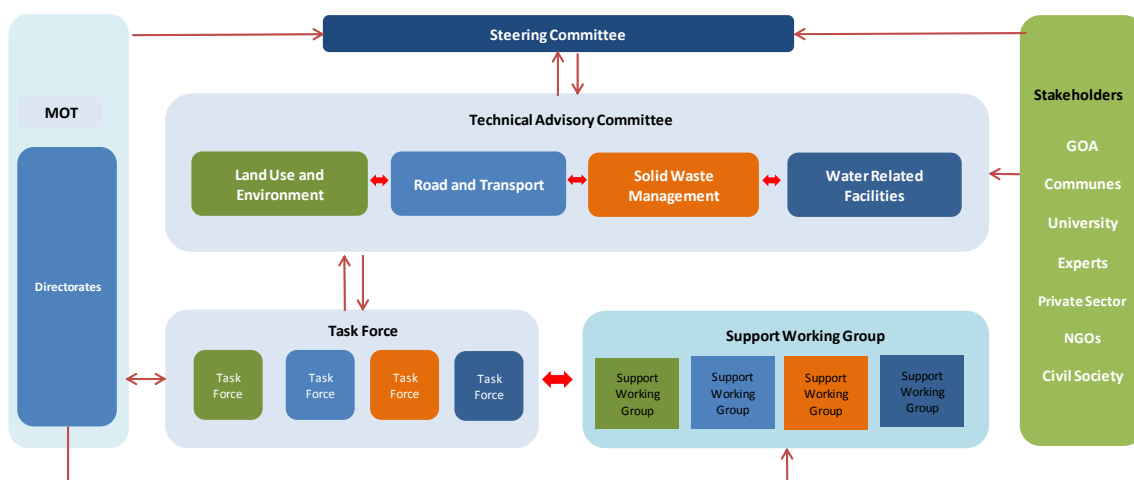 Steering Committee
MOT
Directorates
Technical Advisory Committee
Land Use and
Environment
Road and Transport
Solid Waste
Management
Water Related
Facilities
Task Force
Task
Force
Task
Force
Task
Force
Task
Force
Support Working Group
Support
Working
Group
Support
Working
Group
Support
Working
Group
Support
Working
Group
Stakeholders
GOA
Communes
University
Experts
Private Sector
NGOs
Civil Society